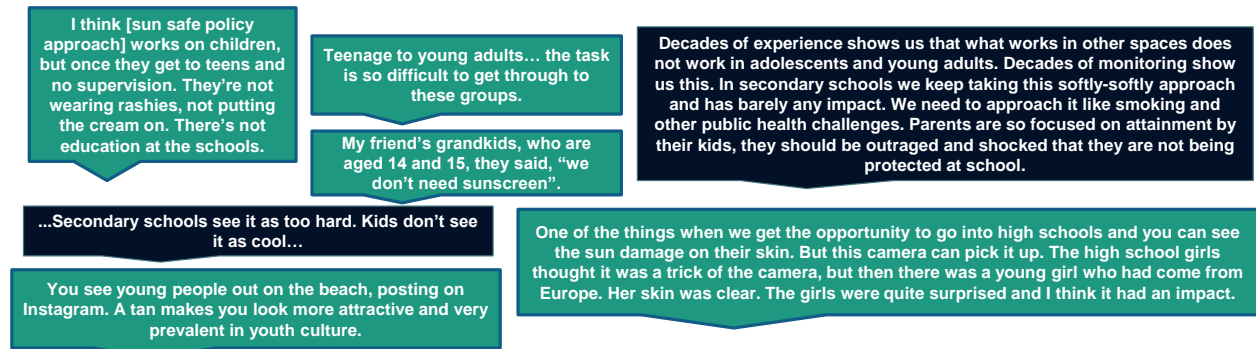 I think [sun safe policy
approach] works on children,
but once they get to teens and
no supervision. They’re not
wearing rashies, not putting
the cream on. There’s not
education at the schools.
Teenage to young adults… the task
is so difficult to get through to
these groups.
My friend’s grandkids, who are
aged 14 and 15, they said, “we
don’t need sunscreen”.
Decades of experience shows us that what works in other spaces does
not work in adolescents and young adults. Decades of monitoring show
us this. In secondary schools we keep taking this softly-softly approach
and has barely any impact. We need to approach it like smoking and
other public health challenges. Parents are so focused on attainment by
their kids, they should be outraged and shocked that they are not being
protected at school.
...Secondary schools see it as too hard. Kids don’t see
it as cool…
One of the things when we get the opportunity to go into high schools and you can see
the sun damage on their skin. But this camera can pick it up. The high school girls
thought it was a trick of the camera, but then there was a young girl who had come from
Europe. Her skin was clear. The girls were quite surprised and I think it had an impact.
You see young people out on the beach, posting on
Instagram. A tan makes you look more attractive and very
prevalent in youth culture.